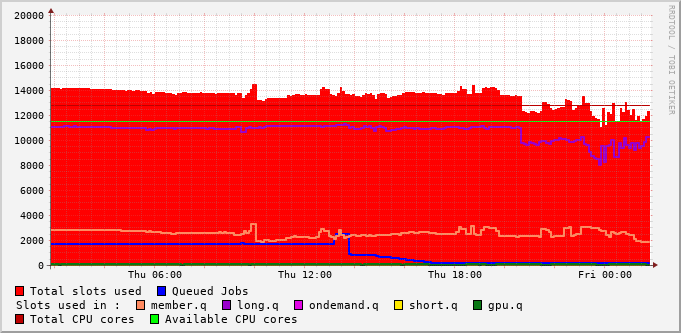 RRDTOOL / TOBI OETIKER
20000
18000
16000
14000
12000
10000
8000
6000
4000
2000
0
Thu 06:00 Thu 12:00 Thu 18:00 Fri 00:00
Total slots used Queued Jobs
Slots used in : member.q long.q ondemand.q short.q gpu.q
Total CPU cores Available CPU cores